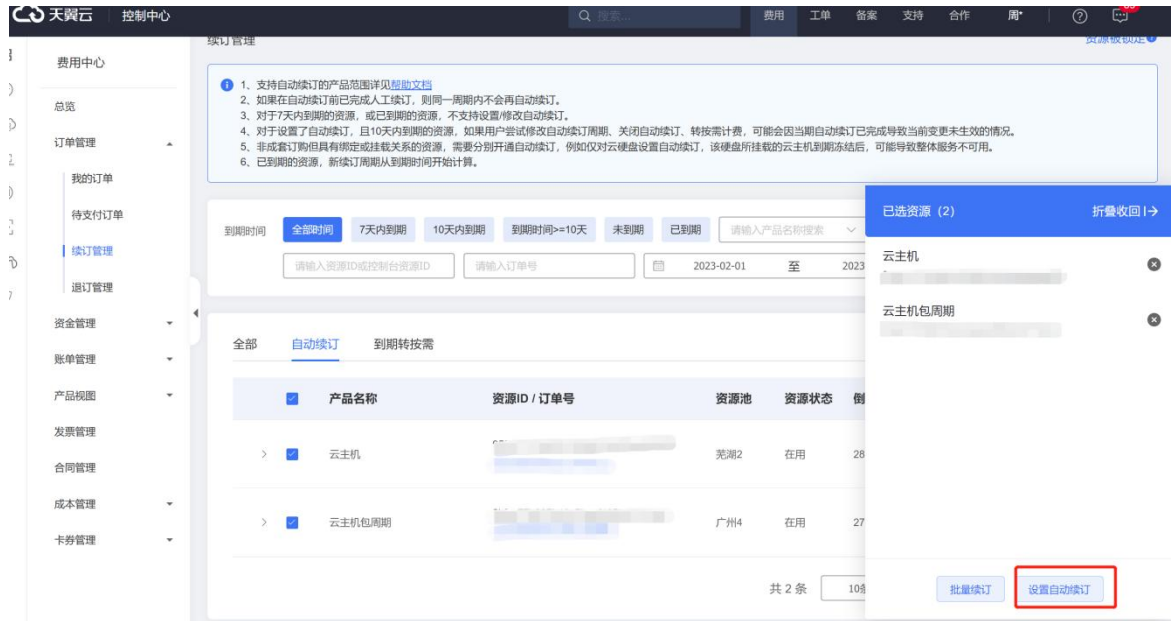 天翼云 控制中心 搜索... 费用 工单 备案 支持 合作 周*
续订管理 资源被锁定
费用中心
总览
订单管理
我的订单
待支付订单
续订管理
退订管理
资金管理
账单管理
产品视图
发票管理
合同管理
成本管理
卡券管理
1、支持自动续订的产品范围详见帮助文档
2、如果在自动续订前已完成人工续订，则同一周期内不会再自动续订。
3、对于7天内到期的资源，或已到期的资源，不支持设置/修改自动续订。
4、对于设置了自动续订，且10天内到期的资源，如果用户尝试修改自动续订周期、关闭自动续订、转按需计费，可能会因当期自动续订已完成导致当前变更未生效的情况。
5、非成套订购但具有绑定或挂载关系的资源，需要分别开通自动续订，例如仅对云硬盘设置自动续订，该硬盘所挂载的云主机到期冻结后，可能导致整体服务不可用。
6、已到期的资源，新续订周期从到期时间开始计算。
到期时间 全部时间 7天内到期 10天内到期 到期时间>=10天 未到期 已到期 请输入产品名称搜索
请输入资源ID或控制台资源ID 请输入订单号 2023-02-01 至 2023
全部 自动续订 到期转按需
产品名称 资源ID / 订单号 资源池 资源状态 倒
云主机 芜湖2 在用 28
云主机包周期 广州4 在用 27
共 2 条 10条
已选资源（2） 折叠收回
云主机
云主机包周期
批量续订 设置自动续订